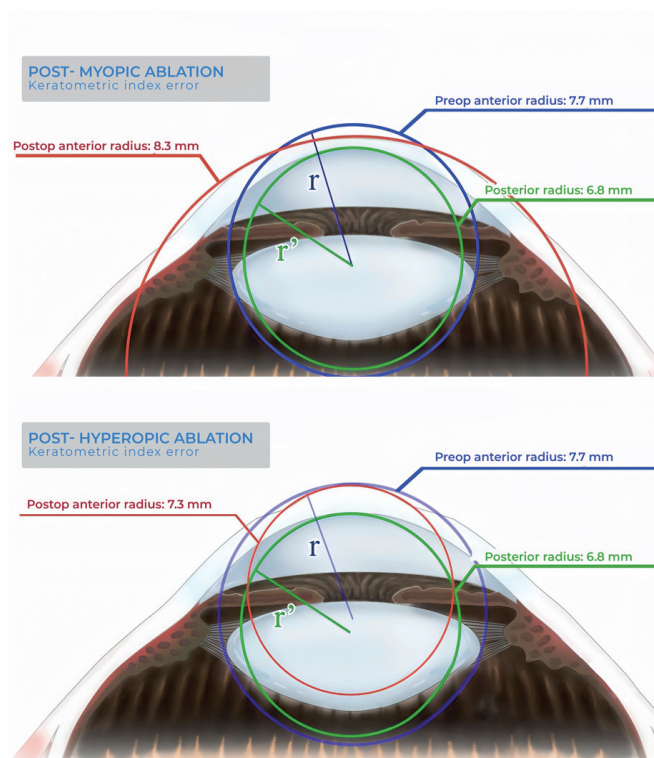 POST- MYOPIC ABLATION
Keratometric index error
Preop anterior radius: 7.7 mm
Postop anterior radius: 8.3 mm
r
Posterior radius: 6.8 mm
r’
POST- HYPEROPIC ABLATION
Keratometric index error
Preop anterior radius: 7.7 mm
Postop anterior radius: 7.3 mm
r
Posterior radius: 6.8 mm
r’